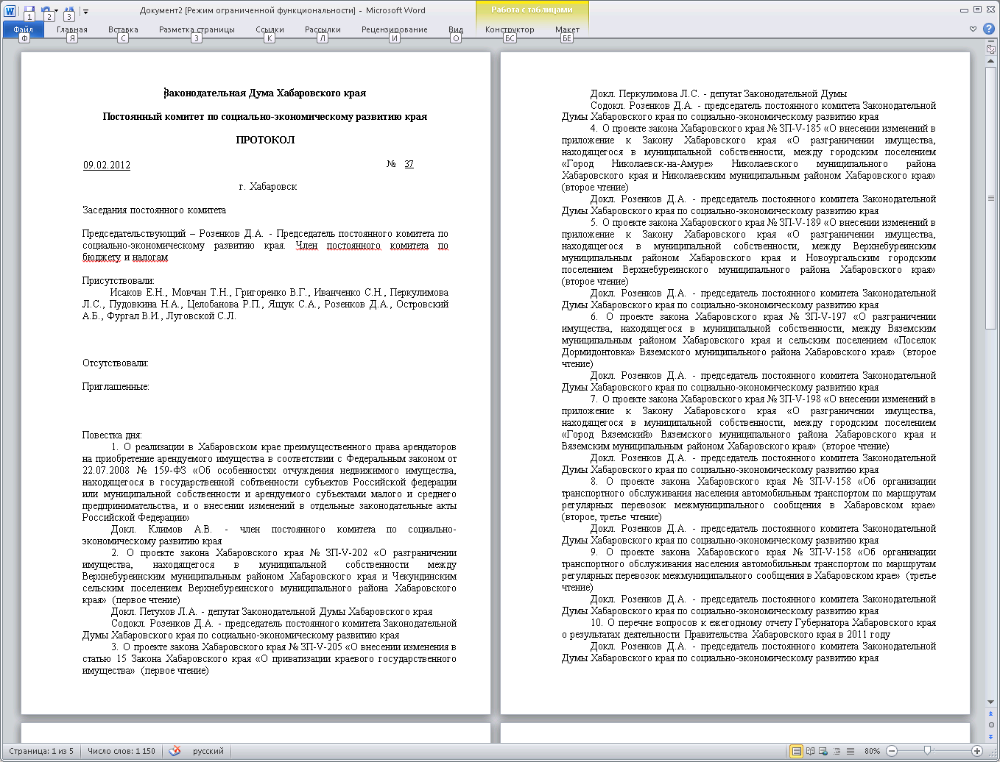 Документ2 [Режим ограниченной функциональности] - Microsoft Word
Работа с таблицами
1 2 3
Файл Главная Вставка Разметка страницы Ссылки Рассылки Рецензирование Вид Конструктор Макет
Ф Я С З К Л И О БС БЕ
Законодательная Дума Хабаровского края
Постоянный комитет по социально-экономическому развитию края
ПРОТОКОЛ
09.02.2012 № 37
г. Хабаровск
Заседания постоянного комитета
Председательствующий – Розенков Д.А. - Председатель постоянного комитета по
социально-экономическому развитию края. Член постоянного комитета по
бюджету и налогам
Присутствовали:
Исаков Е.Н., Мовчан Т.Н., Григоренко В.Г., Иванченко С.Н., Перкулимова
Л.С., Пудовкина Н.А., Целобанова Р.П., Ящук С.А., Розенков Д.А., Островский
А.Б., Фургал В.И., Луговской С.Л.
Отсутствовали:
Приглашенные:
Повестка дня:
1. О реализации в Хабаровском крае преимущественного права арендаторов
на приобретение арендуемого имущества в соответствии с Федеральным законом от
22.07.2008 № 159-ФЗ «Об особенностях отчуждения недвижимого имущества,
находящегося в государственной собтвенности субъектов Российской федерации
или муниципальной собственности и арендуемого субъектами малого и среднего
предпринимательства, и о внесении изменений в отдельные законодательные акты
Российской Федерации»
Докл. Климов А.В. - член постоянного комитета по социально-
экономическому развитию края
2. О проекте закона Хабаровского края № ЗП-V-202 «О разграничении
имущества, находящегося в муниципальной собственности между
Верхнебуреинским муниципальным районом Хабаровского края и Чекундинским
сельским поселением Верхнебуреинского муниципального района Хабаровского
края» (первое чтение)
Докл. Петухов Л.А. - депутат Законодательной Думы Хабаровского края
Содокл. Розенков Д.А. - председатель постоянного комитета Законодательной
Думы Хабаровского края по социально-экономическому развитию края
3. О проекте закона Хабаровского края № ЗП-V-205 «О внесении изменения в
статью 15 Закона Хабаровского края «О приватизации краевого государственного
имущества» (первое чтение)
Докл. Перкулимова Л.С. - депутат Законодательной Думы
Содокл. Розенков Д.А. - председатель постоянного комитета Законодательной
Думы Хабаровского края по социально-экономическому развитию края
4. О проекте закона Хабаровского края № ЗП-V-185 «О внесении изменений в
приложение к Закону Хабаровского края «О разграничении имущества,
находящегося в муниципальной собственности, между городским поселением
«Город Николаевск-на-Амуре» Николаевского муниципального района
Хабаровского края и Николаевским муниципальным районом Хабаровского края»
(второе чтение)
Докл. Розенков Д.А. - председатель постоянного комитета Законодательной
Думы Хабаровского края по социально-экономическому развитию края
5. О проекте закона Хабаровского края № ЗП-V-189 «О внесении изменений в
приложение к Закону Хабаровского края «О разграничении имущества,
находящегося в муниципальной собственности, между Верхнебуреинским
муниципальным районом Хабаровского края и Новоургальским городским
поселением Верхнебуреинского муниципального района Хабаровского края»
(второе чтение)
Докл. Розенков Д.А. - председатель постоянного комитета Законодательной
Думы Хабаровского края по социально-экономическому развитию края
6. О проекте закона Хабаровского края № ЗП-V-197 «О разграничении
имущества, находящегося в муниципальной собственности, между Вяземским
муниципальным районом Хабаровского края и сельским поселением «Поселок
Дормидонтовка» Вяземского муниципального района Хабаровского края» (второе
чтение)
Докл. Розенков Д.А. - председатель постоянного комитета Законодательной
Думы Хабаровского края по социально-экономическому развитию края
7. О проекте закона Хабаровского края № ЗП-V-198 «О внесении изменений в
приложение к Закону Хабаровского края «О разграничении имущества,
находящегося в муниципальной собственности, между городским поселением
«Город Вяземский» Вяземского муниципального района Хабаровского края и
Вяземским муниципальным районом Хабаровского края» (второе чтение)
Докл. Розенков Д.А. - председатель постоянного комитета Законодательной
Думы Хабаровского края по социально-экономическому развитию края
8. О проекте закона Хабаровского края № ЗП-V-158 «Об организации
транспортного обслуживания населения автомобильным транспортом по маршрутам
регулярных перевозок межмуниципального сообщения в Хабаровском крае»
(второе, третье чтение)
Докл. Розенков Д.А. - председатель постоянного комитета Законодательной
Думы Хабаровского края по социально-экономическому развитию края
9. О проекте закона Хабаровского края № ЗП-V-158 «Об организации
транспортного обслуживания населения автомобильным транспортом по маршрутам
регулярных перевозок межмуниципального сообщения в Хабаровском крае» (третье
чтение)
Докл. Розенков Д.А. - председатель постоянного комитета Законодательной
Думы Хабаровского края по социально-экономическому развитию края
10. О перечне вопросов к ежегодному отчету Губернатора Хабаровского края
о результатах деятельности Правительства Хабаровского края в 2011 году
Докл. Розенков Д.А. - председатель постоянного комитета Законодательной
Думы Хабаровского края по социально-экономическому развитию края
Страница: 1 из 5 Число слов: 1 150 русский 80%